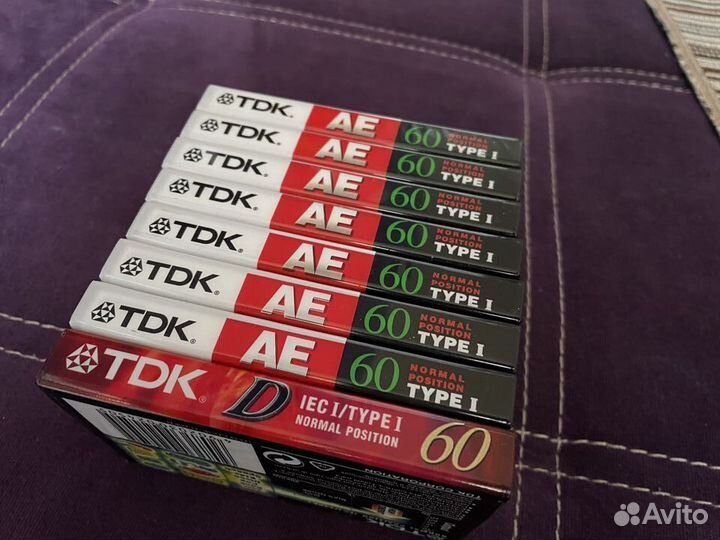 TDK. AE 60 NORMAL POSITION TYPE I
TDK. AE 60 NORMAL POSITION TYPE I
TDK. AE 60 NORMAL POSITION TYPE I
TDK. AE 60 NORMAL POSITION TYPE I
TDK. AE 60 NORMAL POSITION TYPE I
TDK. AE 60 NORMAL POSITION TYPE I
TDK. AE 60 NORMAL POSITION TYPE I
TDK. D IEC I/TYPE I NORMAL POSITION 60
TDK CORPORATION
Avito